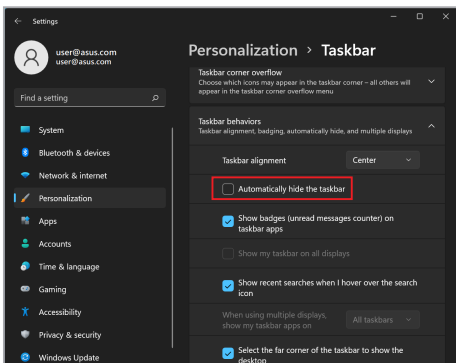 Settings
user@asus.com
user@asus.com
Find a setting
System
Bluetooth & devices
Network & internet
Personalization
Apps
Accounts
Time & language
Gaming
Accessibility
Privacy & security
Windows Update
Personalization > Taskbar
Taskbar corner overflow
Choose which icons may appear in the taskbar corner – all others will
appear in the taskbar corner overflow menu
Taskbar behaviors
Taskbar alignment, badging, automatically hide, and multiple displays
Taskbar alignment
Center
Automatically hide the taskbar
Show badges (unread messages counter) on
taskbar apps
Show my taskbar on all displays
Show recent searches when I hover over the search
icon
When using multiple displays,
show my taskbar apps on
All taskbars
Select the far corner of the taskbar to show the
desktop